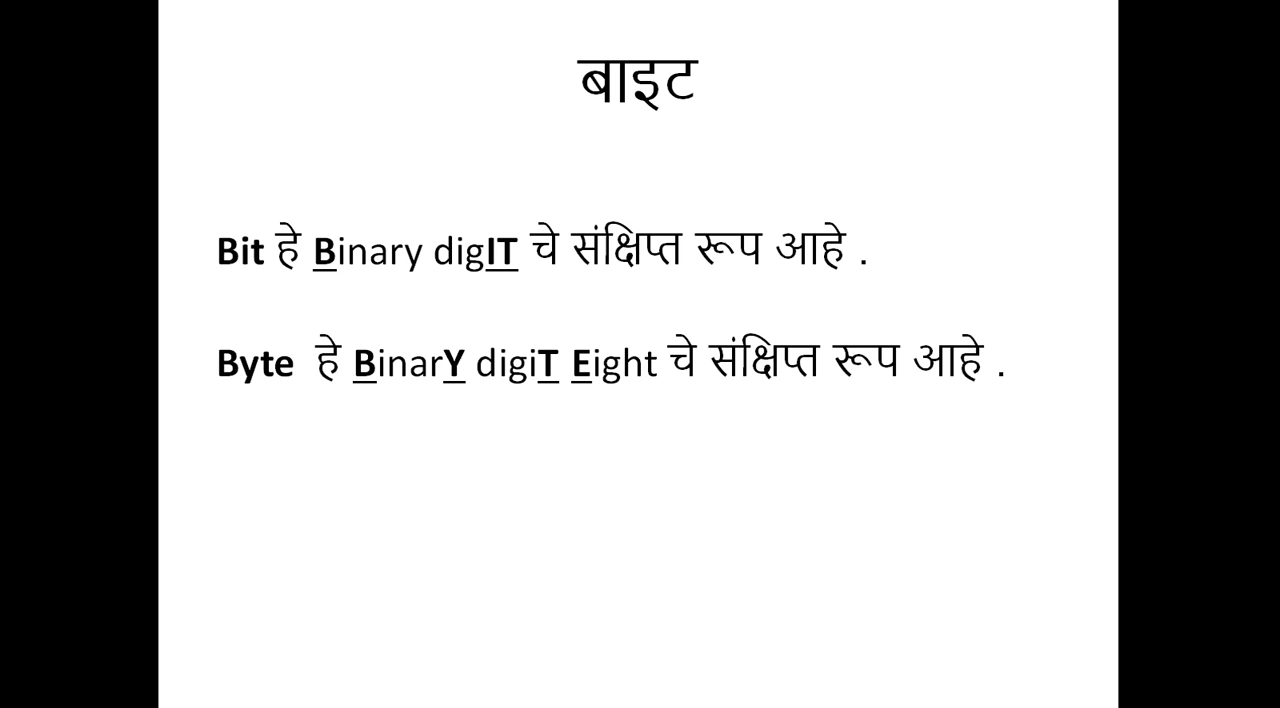 बाइट
Bit हे Binary digIT चे संक्षिप्त रूप आहे .
Byte हे BinarY digiT Eight चे संक्षिप्त रूप आहे .